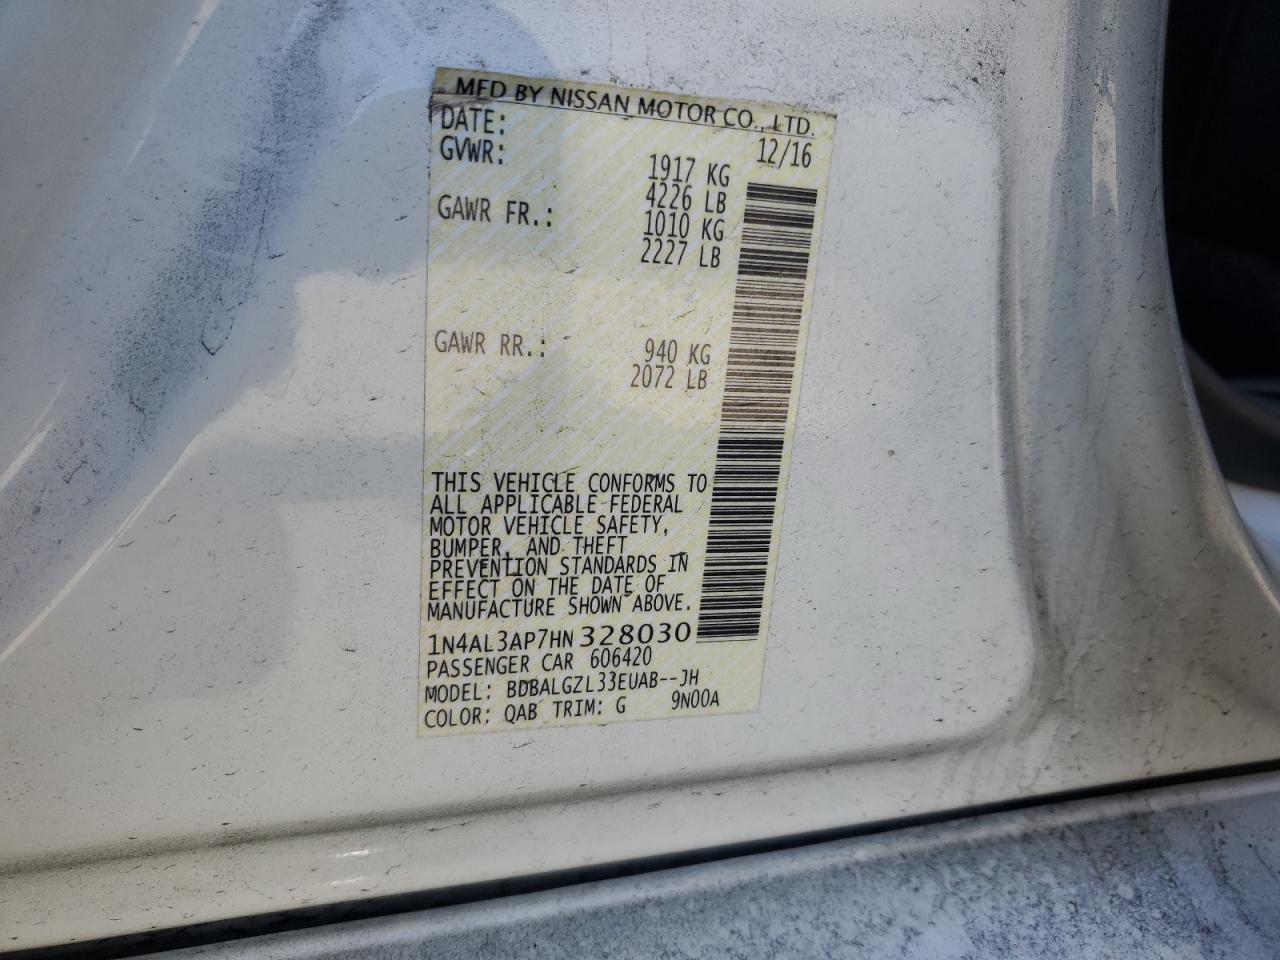 MFD BY NISSAN MOTOR CO., LTD.
DATE: 12/16
GVWR: 1917 KG
4226 LB
GAWR FR.: 1010 KG
2227 LB
GAWR RR.: 940 KG
2072 LB
THIS VEHICLE CONFORMS TO
ALL APPLICABLE FEDERAL
MOTOR VEHICLE SAFETY,
BUMPER, AND THEFT
PREVENTION STANDARDS IN
EFFECT ON THE DATE OF
MANUFACTURE SHOWN ABOVE.
1N4AL3AP7HN328030
PASSENGER CAR 606420
MODEL: BDBALGZL33EUAB--JH
COLOR: QAB TRIM: G 9N00A